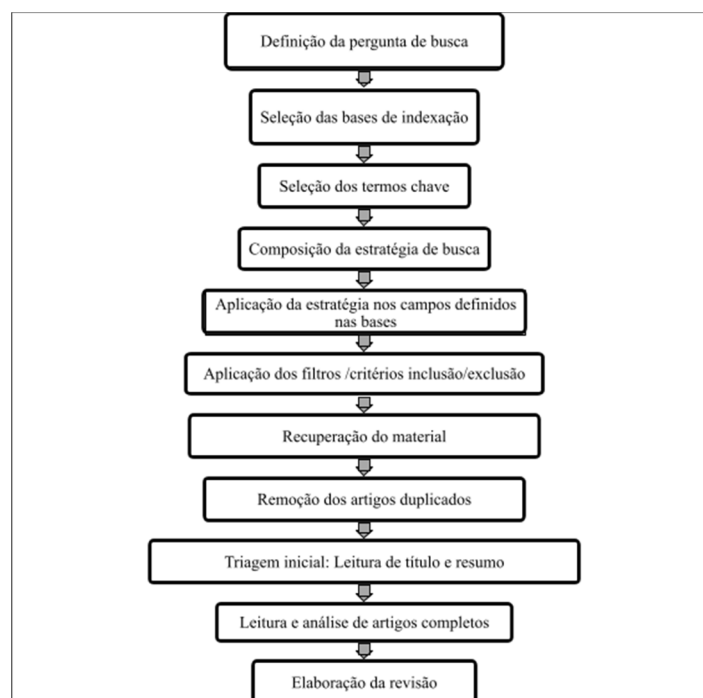 Definição da pergunta de busca
Seleção das bases de indexação
Seleção dos termos chave
Composição da estratégia de busca
Aplicação da estratégia nos campos definidos
nas bases
Aplicação dos filtros /critérios inclusão/exclusão
Recuperação do material
Remoção dos artigos duplicados
Triagem inicial: Leitura de título e resumo
Leitura e análise de artigos completos
Elaboração da revisão